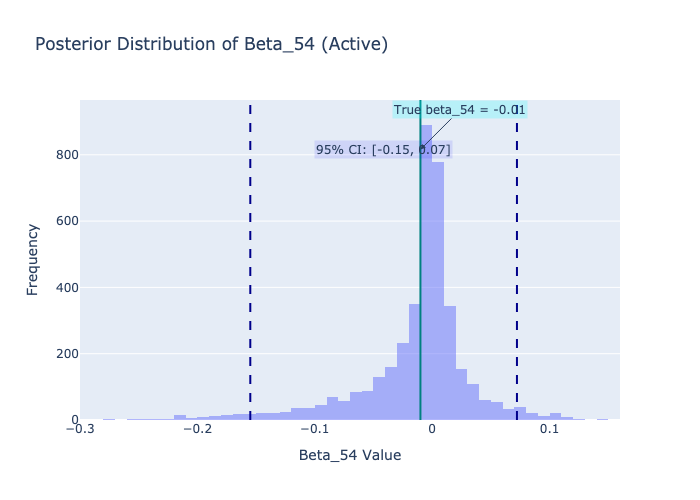 Posterior Distribution of Beta_54 (Active)
True beta_54 = -0.01
95% CI: [-0.15, 0.07]
800
600
400
200
0
Frequency
−0.3
−0.2
−0.1
0
0.1
Beta_54 Value